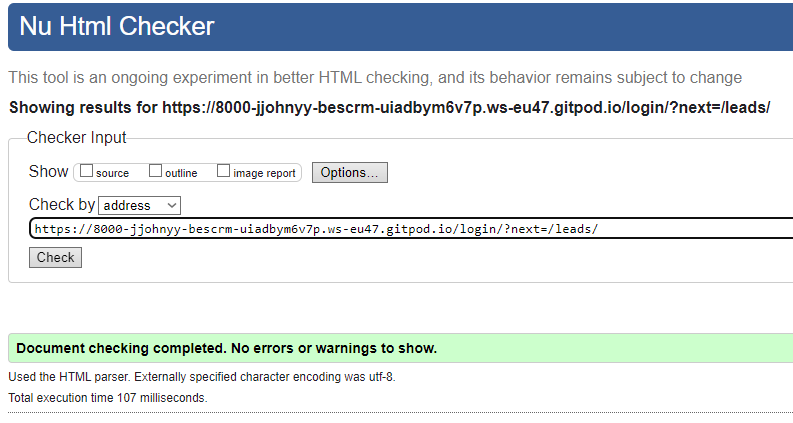 Nu Html Checker
This tool is an ongoing experiment in better HTML checking, and its behavior remains subject to change
Showing results for https://8000-jjohnyy-bescrm-uiadbym6v7p.ws-eu47.gitpod.io/login/?next=/leads/
Checker Input
Show source outline image report Options...
Check by address
https://8000-jjohnyy-bescrm-uiadbym6v7p.ws-eu47.gitpod.io/login/?next=/leads/
Check
Document checking completed. No errors or warnings to show.
Used the HTML parser. Externally specified character encoding was utf-8.
Total execution time 107 milliseconds.